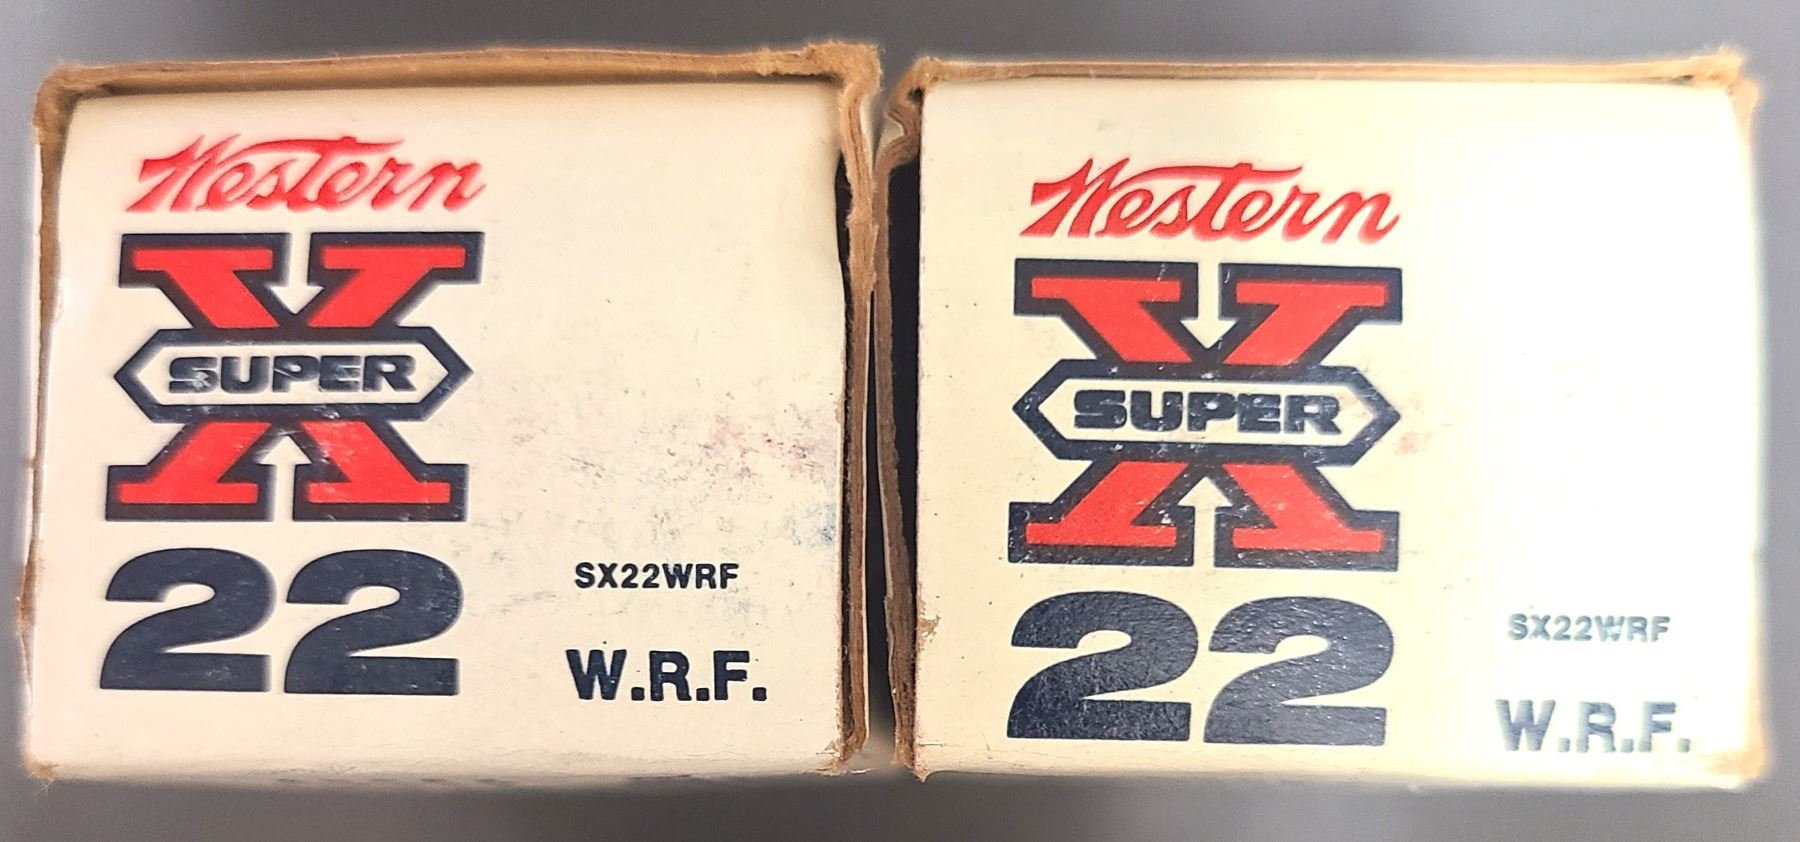 Western
X
SUPER
22
SX22WRF
W.R.F.
Western
X
SUPER
22
SX22WRF
W.R.F.